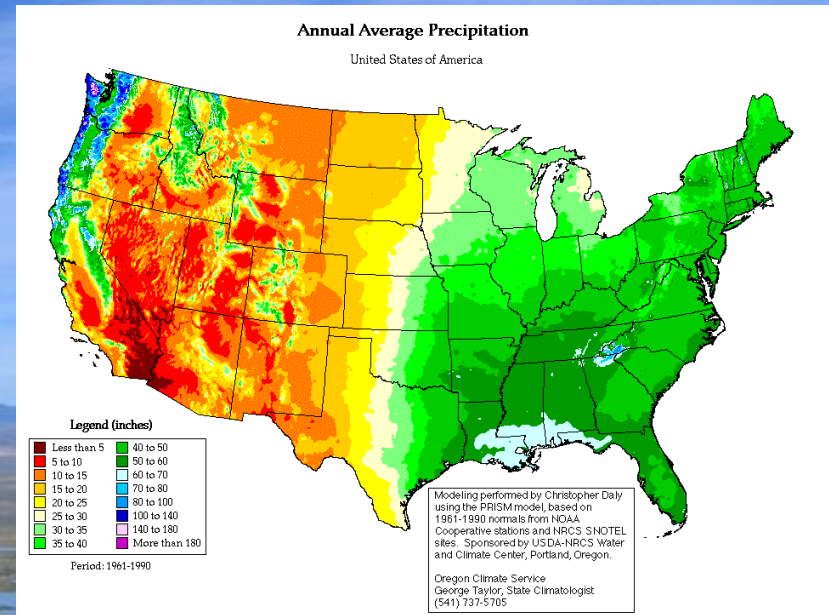 Annual Average Precipitation
United States of America
Legend (inches)
Less than 5
5 to 10
10 to 15
15 to 20
20 to 25
25 to 30
30 to 35
35 to 40
40 to 50
50 to 60
60 to 70
70 to 80
80 to 100
100 to 140
140 to 180
More than 180
Period: 1961-1990
Modeling performed by Christopher Daly
using the PRISM model, based on
1961-1990 normals from NOAA
Cooperative stations and NRCS SNOTEL
sites. Sponsored by USDA-NRCS Water
and Climate Center, Portland, Oregon.
Oregon Climate Service
George Taylor, State Climatologist
(541) 737-5705